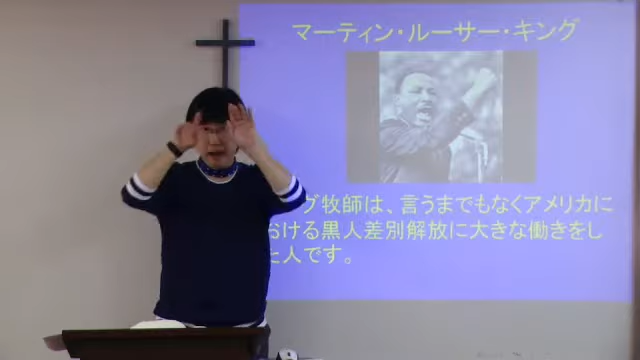 マーティン・ルーサー・キング
グ牧師は、言うまでもなくアメリカに
おける黒人差別解放に大きな働きをし
た人です。